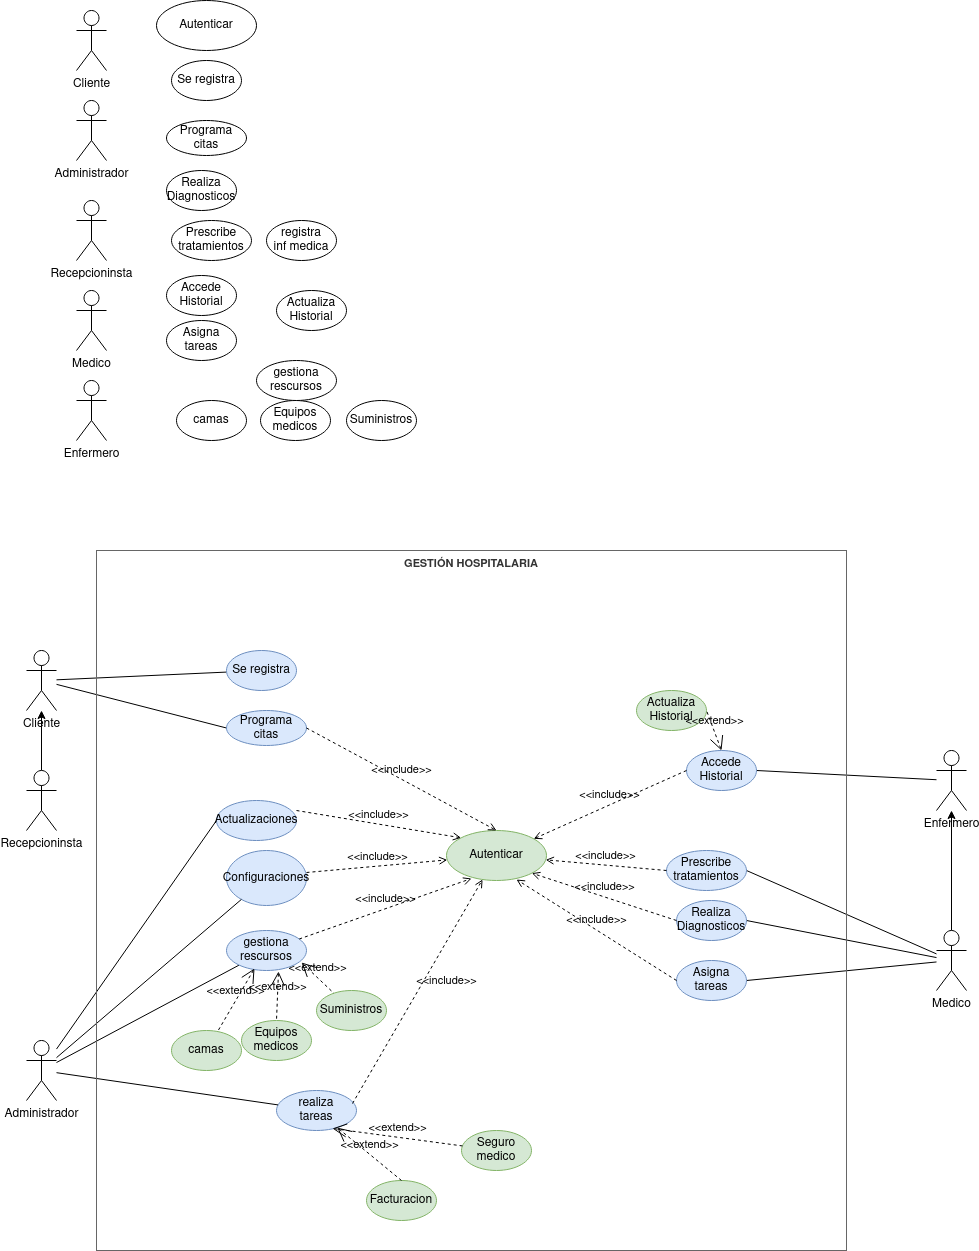 Autenticar
Cliente
Se registra
Programa
citas
Administrador
Realiza
Diagnosticos
Prescribe
tratamientos
registra
inf medica
Recepcioninsta
Accede
Historial
Actualiza
Historial
Asigna
tareas
Medico
gestiona
rescursos
camas
Equipos
medicos
Suministros
Enfermero
GESTIÓN HOSPITALARIA
Se registra
Cliente
Programa
citas
Actualiza
Historial
<<extend>>
Accede
Historial
<<include>>
<<include>>
Recepcioninsta
Enfermero
Actualizaciones
<<include>>
Autenticar
<<include>>
<<include>>
Configuraciones
Prescribe
tratamientos
<<include>>
<<include>>
Realiza
Diagnosticos
<<include>>
gestiona
rescursos
<<extend>>
<<extend>>
<<extend>>
<<include>>
Asigna
tareas
Medico
Suministros
Equipos
medicos
camas
Administrador
realiza
tareas
<<extend>>
<<extend>>
Seguro
medico
Facturacion